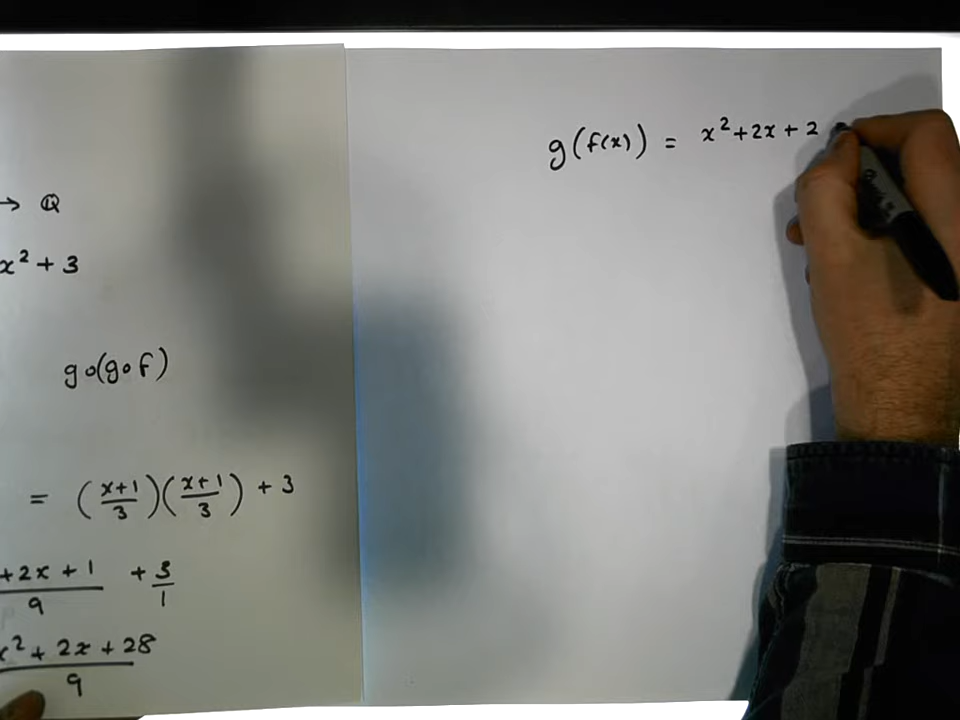 → ℚ
x² + 3
g∘(g∘f)
= (x+1/3)(x+1/3) + 3
+ 2x + 1/9 + 3/1
x² + 2x + 28/9
g(f(x)) = x² + 2x + 2